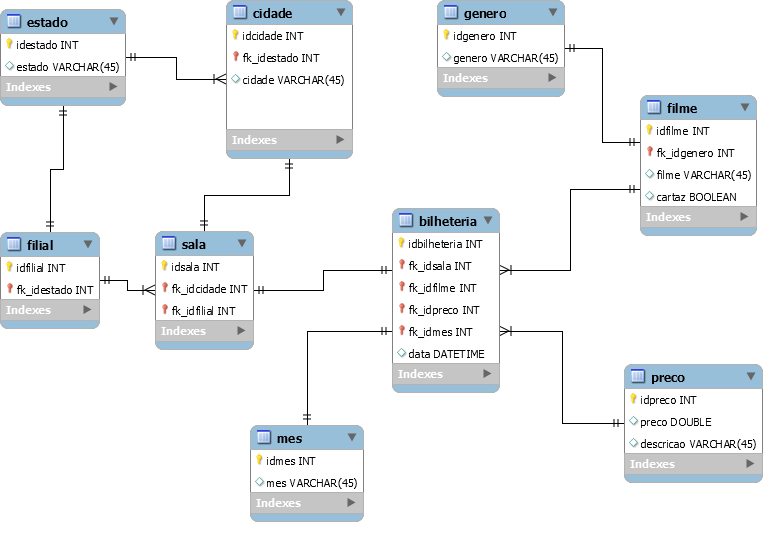 estado
idestado INT
estado VARCHAR(45)
Indexes
cidade
idcidade INT
fk_idestado INT
cidade VARCHAR(45)
Indexes
genero
idgenero INT
genero VARCHAR(45)
Indexes
filme
idfilme INT
fk_idgenero INT
filme VARCHAR(45)
cartaz BOOLEAN
Indexes
filial
idfilial INT
fk_idestado INT
Indexes
sala
idsala INT
fk_idcidade INT
fk_idfilial INT
Indexes
bilheteria
idbilheteria INT
fk_idsala INT
fk_idfilme INT
fk_idpreco INT
fk_idmes INT
data DATETIME
Indexes
mes
idmes INT
mes VARCHAR(45)
Indexes
preco
idpreco INT
preco DOUBLE
descricao VARCHAR(45)
Indexes